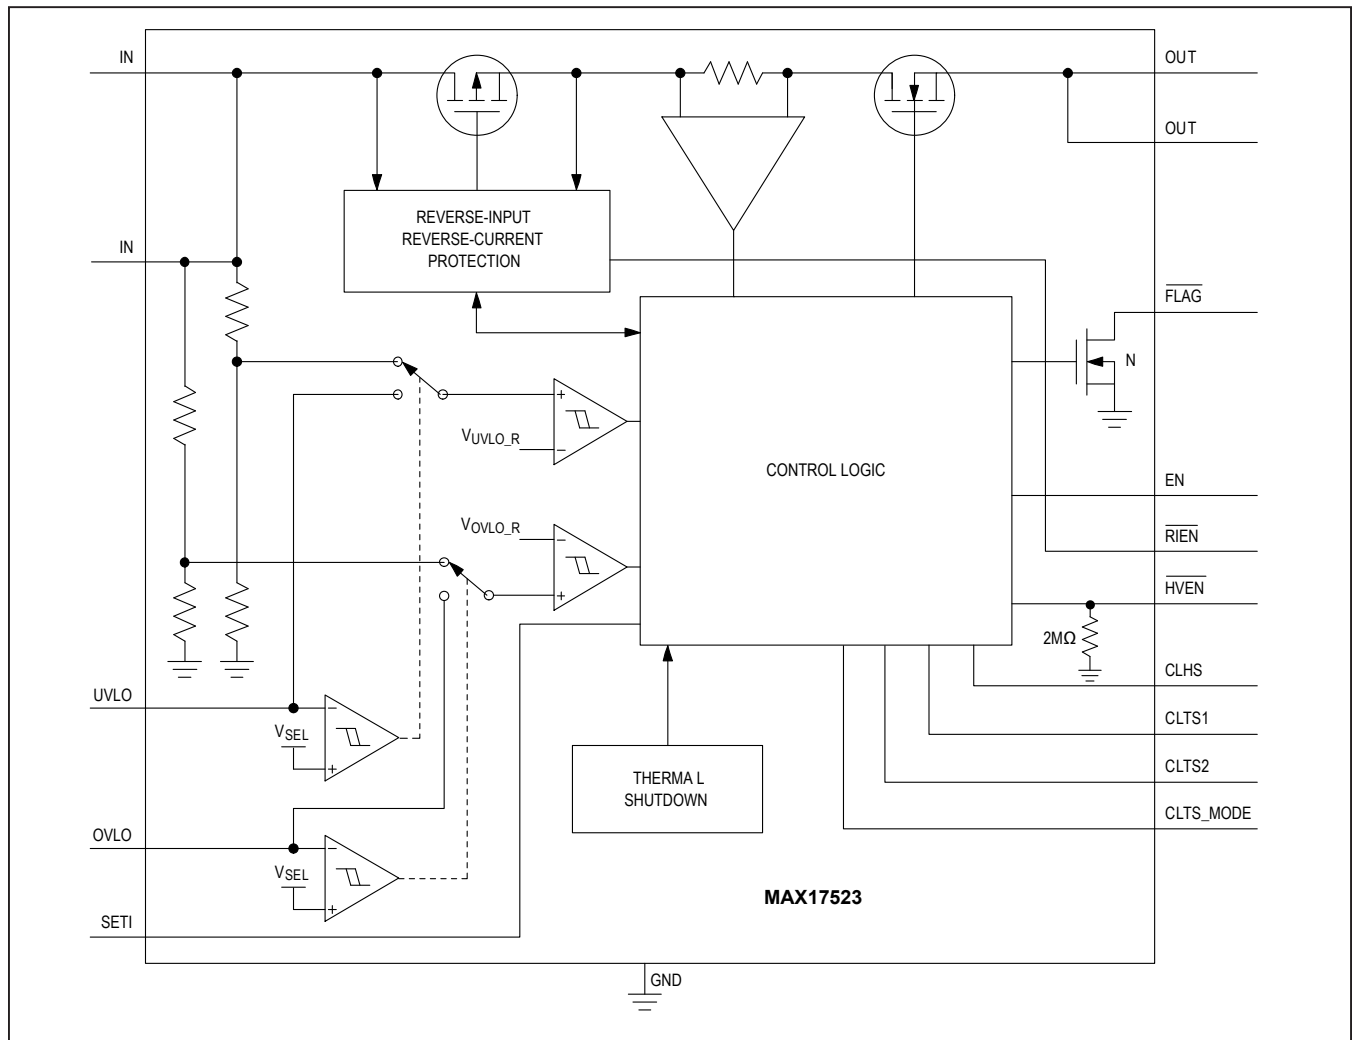 IN
OUT
OUT
REVERSE-INPUT
REVERSE-CURRENT
PROTECTION
IN
FLAG
N
VUVLO_R
CONTROL LOGIC
EN
VOVLO_R
RIEN
HVEN
2MΩ
CLHS
UVLO
VSEL
CLTS1
CLTS2
THERMA L
SHUTDOWN
CLTS_MODE
OVLO
VSEL
MAX17523
SETI
GND